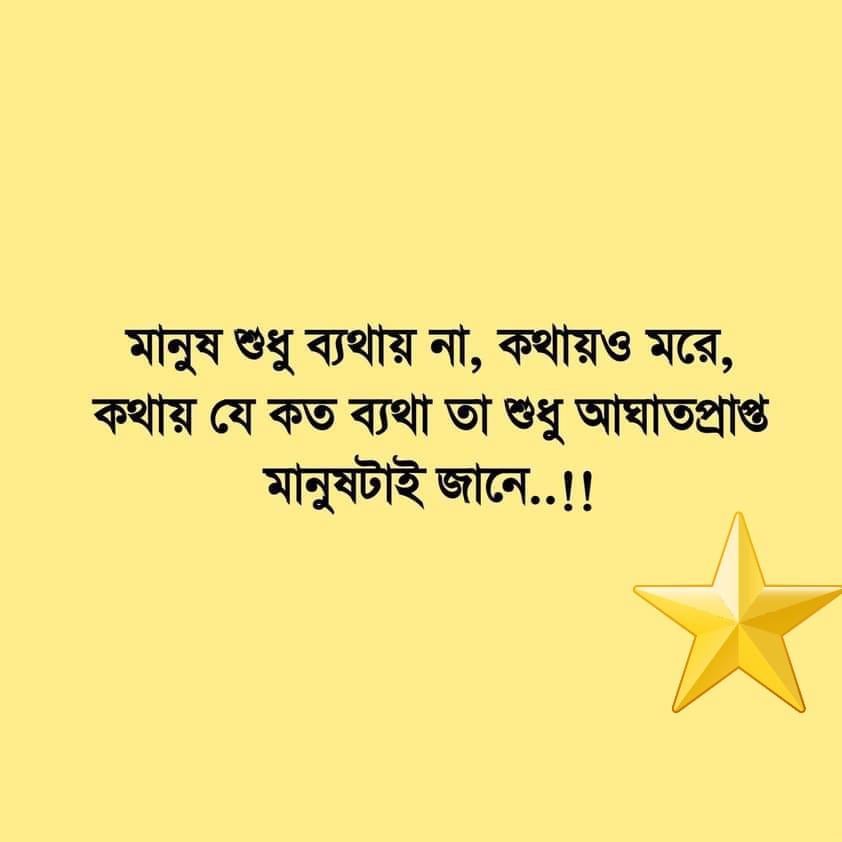 মানুষ শুধু ব্যথায় না, কথায়ও মরে,
কথায় যে কত ব্যথা তা শুধু আঘাতপ্রাপ্ত
মানুষটাই জানে..!!